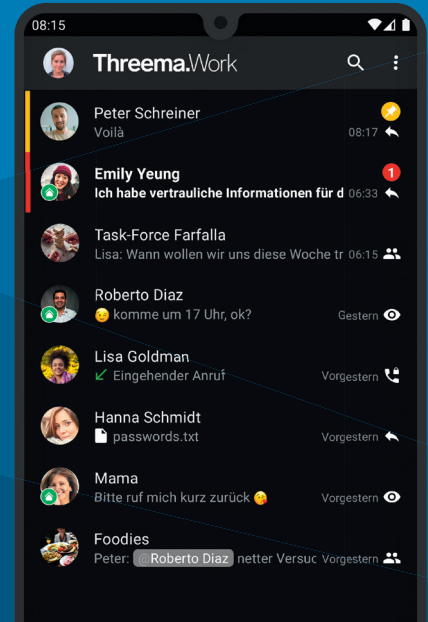 08:15
Threema.Work
Peter Schreiner
Voilà
08:17
Emily Yeung
1
Ich habe vertrauliche Informationen für d 06:33
Task-Force Farfalla
Lisa: Wann wollen wir uns diese Woche tr 06:15
Roberto Diaz
😉 komme um 17 Uhr, ok? Gestern
Lisa Goldman
Eingehender Anruf Vorgestern
Hanna Schmidt
passwords.txt Vorgestern
Mama
Bitte ruf mich kurz zurück 😘 Vorgestern
Foodies
Peter: @Roberto Diaz netter Versuc Vorgestern